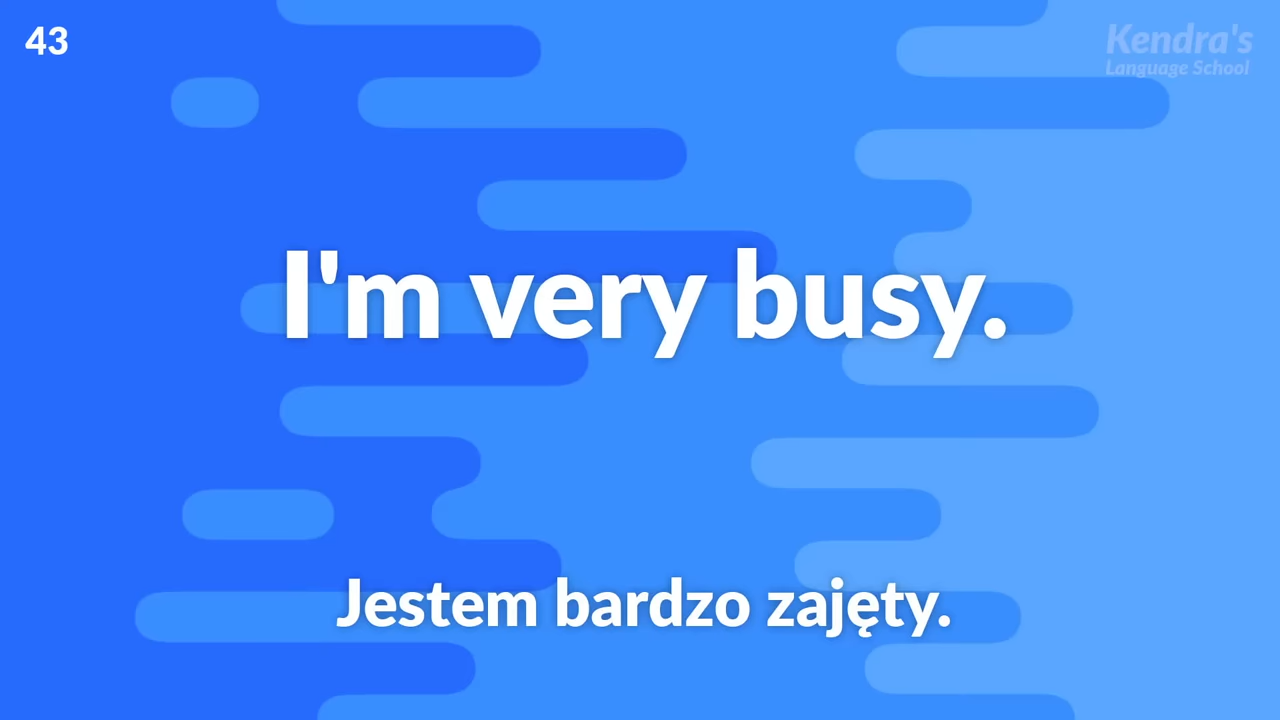 43
Kendra's
Language School
I'm very busy.
Jestem bardzo zajęty.